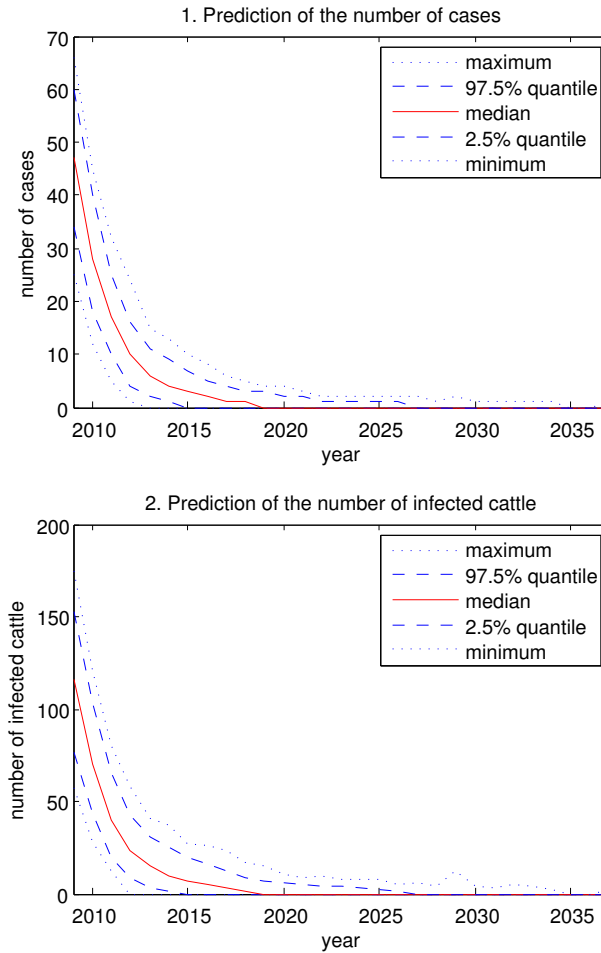 1. Prediction of the number of cases
70
60
50
40
30
20
10
0
number of cases
maximum
97.5% quantile
median
2.5% quantile
minimum
2010 2015 2020 2025 2030 2035
year
2. Prediction of the number of infected cattle
200
150
100
50
0
number of infected cattle
maximum
97.5% quantile
median
2.5% quantile
minimum
2010 2015 2020 2025 2030 2035
year